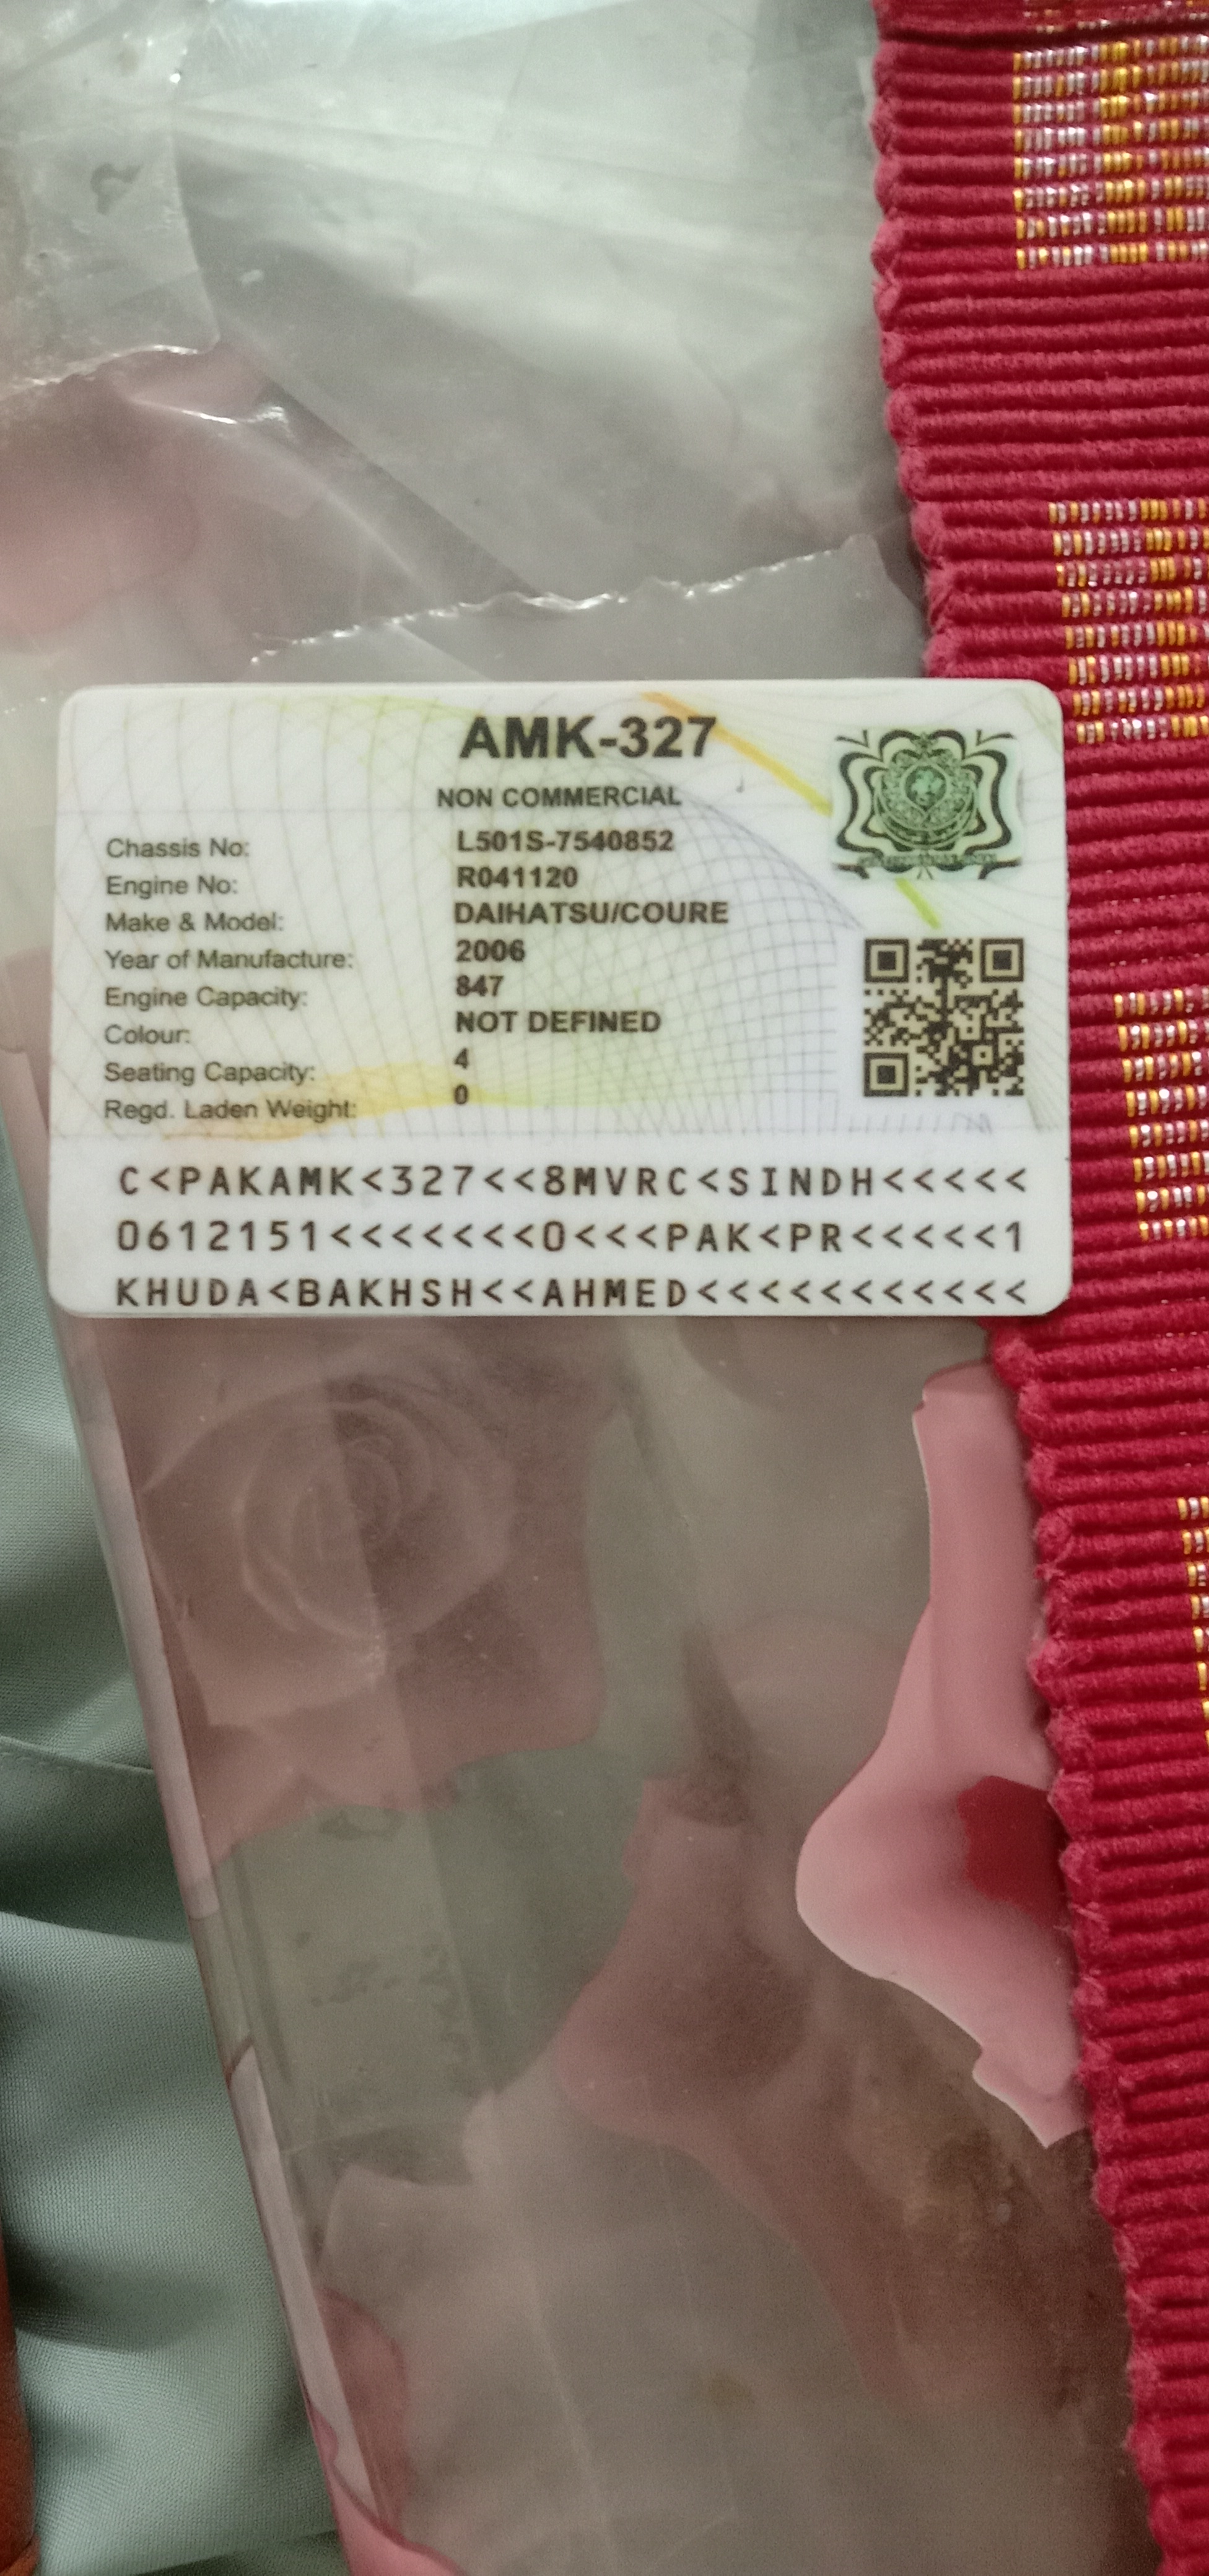 AMK-327
NON COMMERCIAL
Chassis No: L501S-7540852
Engine No: R041120
Make & Model: DAIHATSU/COURE
Year of Manufacture: 2006
Engine Capacity: 847
Colour: NOT DEFINED
Seating Capacity: 4
Regd. Laden Weight: 0
C<PAKAMK<327<<8MVRC<SINDH<<<<<
0612151<<<<<<<0<<<PAK<PR<<<<<1
KHUDA<BAKHSH<<AHMED<<<<<<<<<<<